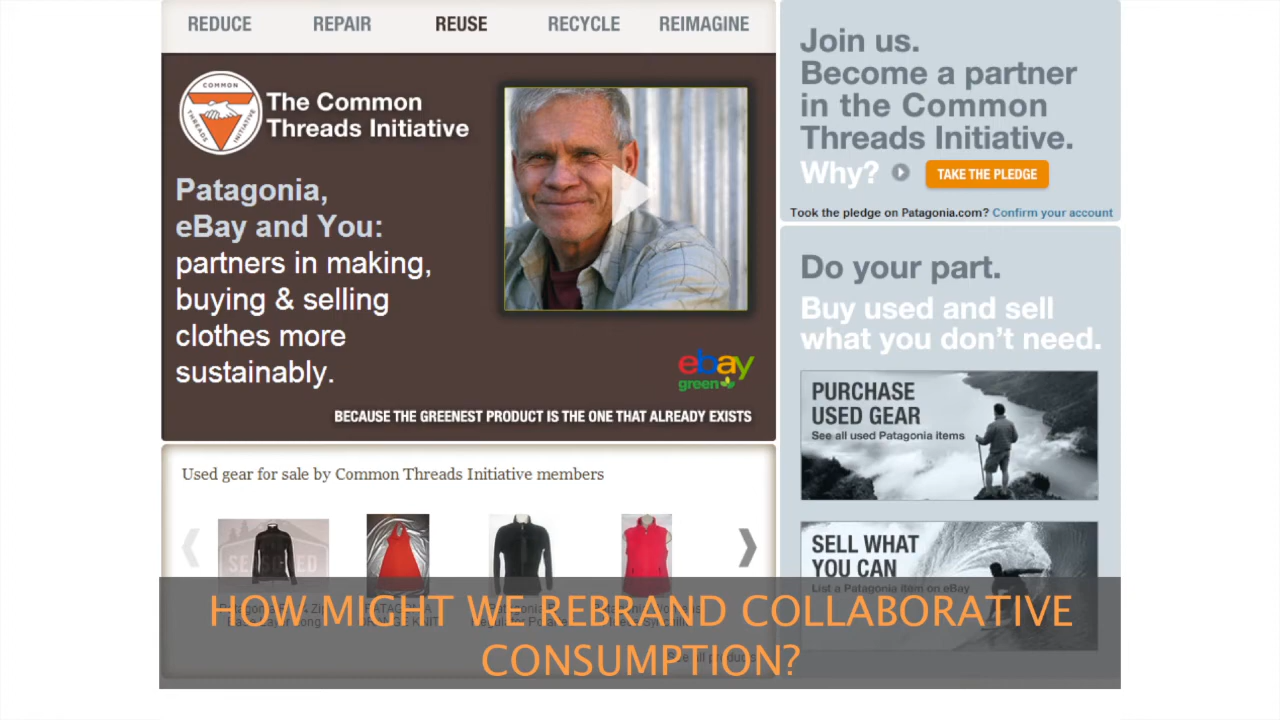 REDUCE REPAIR REUSE RECYCLE REIMAGINE
COMMON
THREADS INITIATIVE
The Common
Threads Initiative
Patagonia,
eBay and You:
partners in making,
buying & selling
clothes more
sustainably.
ebay
green
BECAUSE THE GREENEST PRODUCT IS THE ONE THAT ALREADY EXISTS
Used gear for sale by Common Threads Initiative members
Join us.
Become a partner
in the Common
Threads Initiative.
Why? TAKE THE PLEDGE
Took the pledge on Patagonia.com? Confirm your account
Do your part.
Buy used and sell
what you don't need.
PURCHASE
USED GEAR
See all used Patagonia items
SELL WHAT
YOU CAN
List a Patagonia item on eBay
HOW MIGHT WE REBRAND COLLABORATIVE
CONSUMPTION?